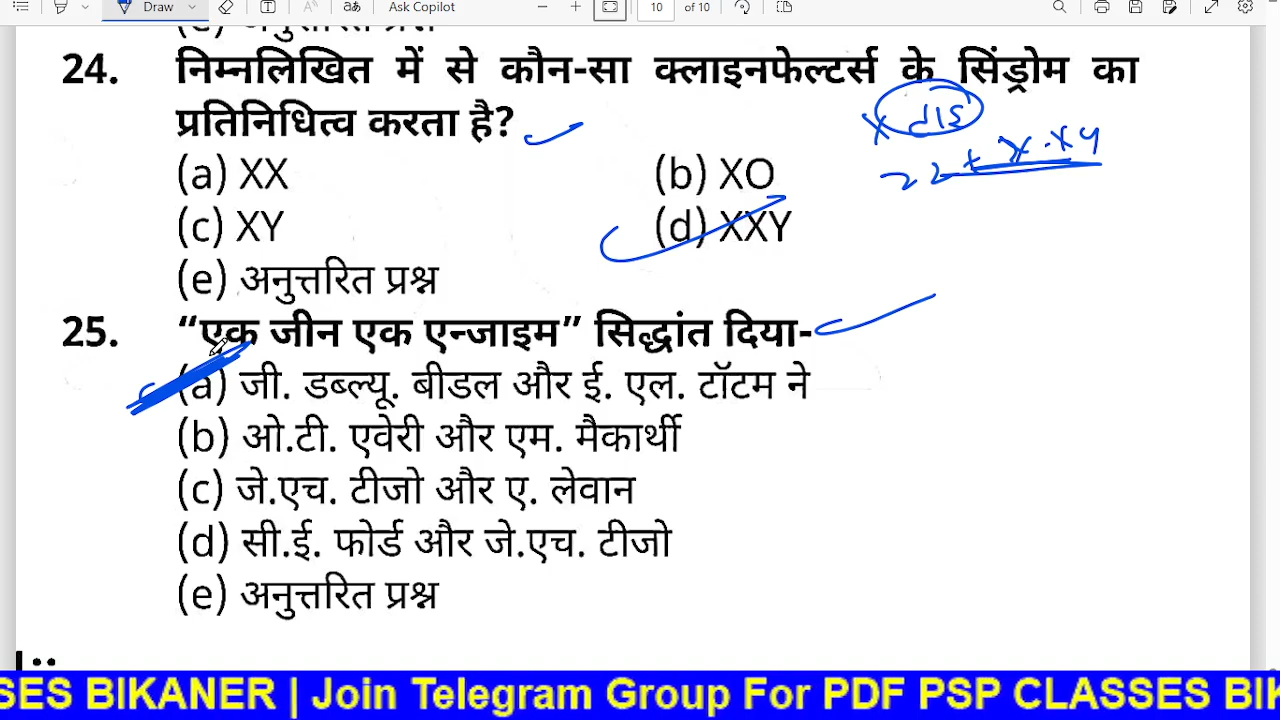 Draw
Ask Copilot
10 of 10
24. निम्नलिखित में से कौन-सा क्लाइनफेल्टर्स के सिंड्रोम का
प्रतिनिधित्व करता है?
(a) XX
(b) XO
(c) XY
(d) XXY
(e) अनुत्तरित प्रश्न
25. “एक जीन एक एन्जाइम” सिद्धांत दिया-
(a) जी. डब्ल्यू. बीडल और ई. एल. टॉटम ने
(b) ओ.टी. एवेरी और एम. मैकार्थी
(c) जे.एच. टीजो और ए. लेवान
(d) सी.ई. फोर्ड और जे.एच. टीजो
(e) अनुत्तरित प्रश्न
SES BIKANER | Join Telegram Group For PDF PSP CLASSES BIK